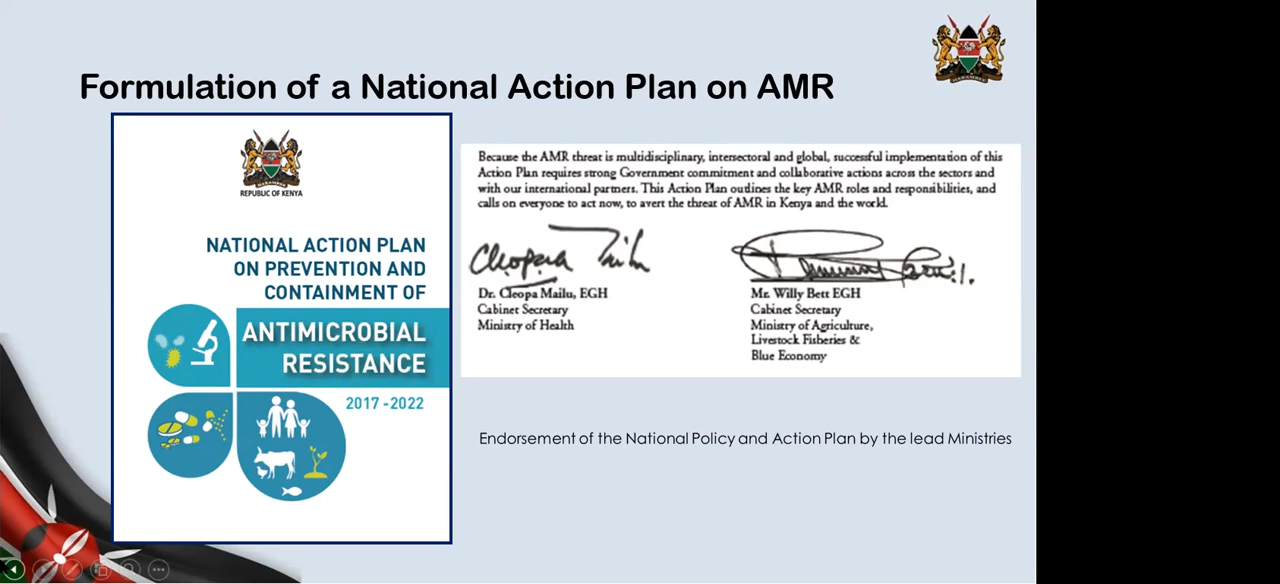 Formulation of a National Action Plan on AMR
REPUBLIC OF KENYA
NATIONAL ACTION PLAN
ON PREVENTION AND
CONTAINMENT OF
ANTIMICROBIAL
RESISTANCE
2017 -2022
Because the AMR threat is multidisciplinary, intersectoral and global, successful implementation of this
Action Plan requires strong Government commitment and collaborative actions across the sectors and
with our international partners. This Action Plan outlines the key AMR roles and responsibilities, and
calls on everyone to act now, to avert the threat of AMR in Kenya and the world.
Cleopa Mailu
Dr. Cleopa Mailu, EGH
Cabinet Secretary
Ministry of Health
Mr. Willy Bett EGH
Cabinet Secretary
Ministry of Agriculture,
Livestock Fisheries &
Blue Economy
Endorsement of the National Policy and Action Plan by the lead Ministries